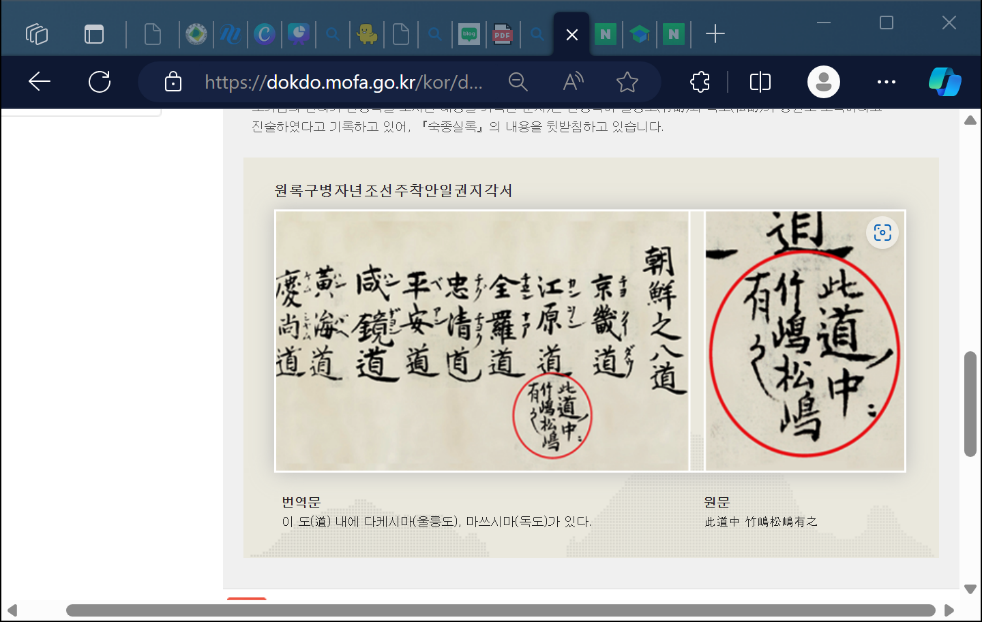 https://dokdo.mofa.go.kr/kor/d...
진술하였다고 기록하고 있어, 『숙종실록』의 내용을 뒷받침하고 있습니다.
원록구병자년조선주착안일권지각서
朝鮮之八道
京畿道
江原道
此道中
竹嶋松嶋
有
全羅道
忠清道
平安道
咸鏡道
黃海道
慶尚道
道
此道中
竹嶋松嶋
有
번역문
이 도(道) 내에 다케시마(울릉도), 마쓰시마(독도)가 있다.
원문
此道中 竹嶋松嶋有之